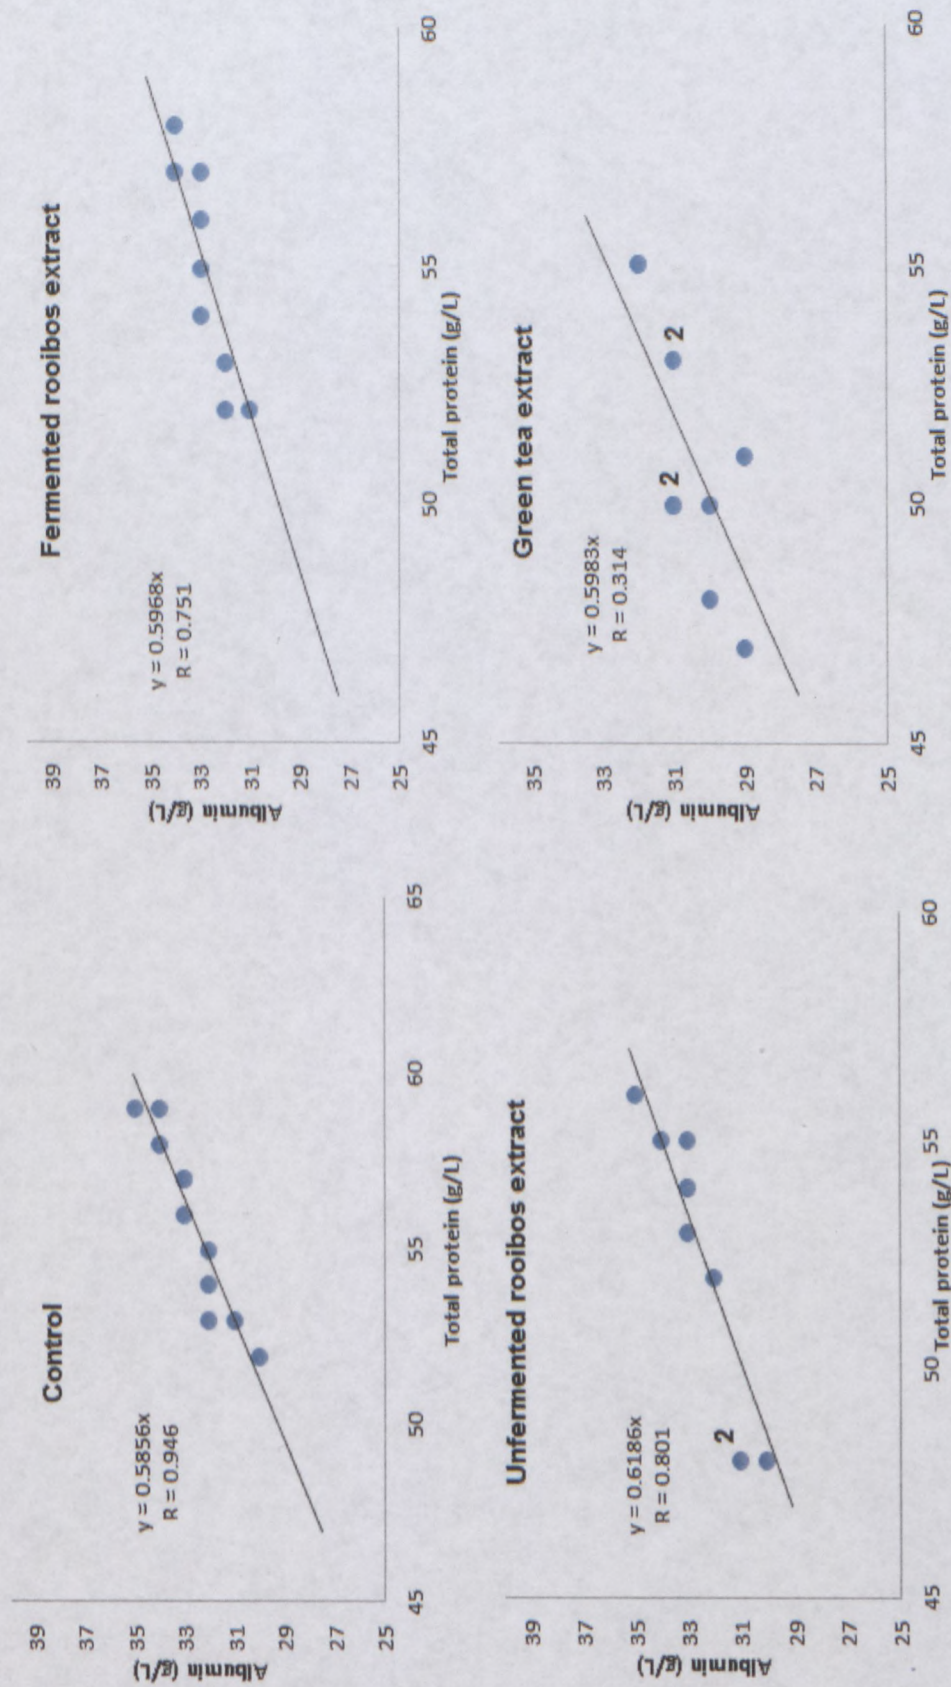 Control
y = 0.5856x
R = 0.946
Albumin (g/L)
39
37
35
33
31
29
27
25
45
50
55
60
65
Total protein (g/L)
Fermented rooibos extract
y = 0.5968x
R = 0.751
Albumin (g/L)
39
37
35
33
31
29
27
25
45
50
55
60
Total protein (g/L)
Unfermented rooibos extract
y = 0.6186x
R = 0.801
2
Albumin (g/L)
39
37
35
33
31
29
27
25
45
50
55
60
Total protein (g/L)
Green tea extract
y = 0.5983x
R = 0.314
2
2
Albumin (g/L)
35
33
31
29
27
25
45
50
55
60
Total protein (g/L)